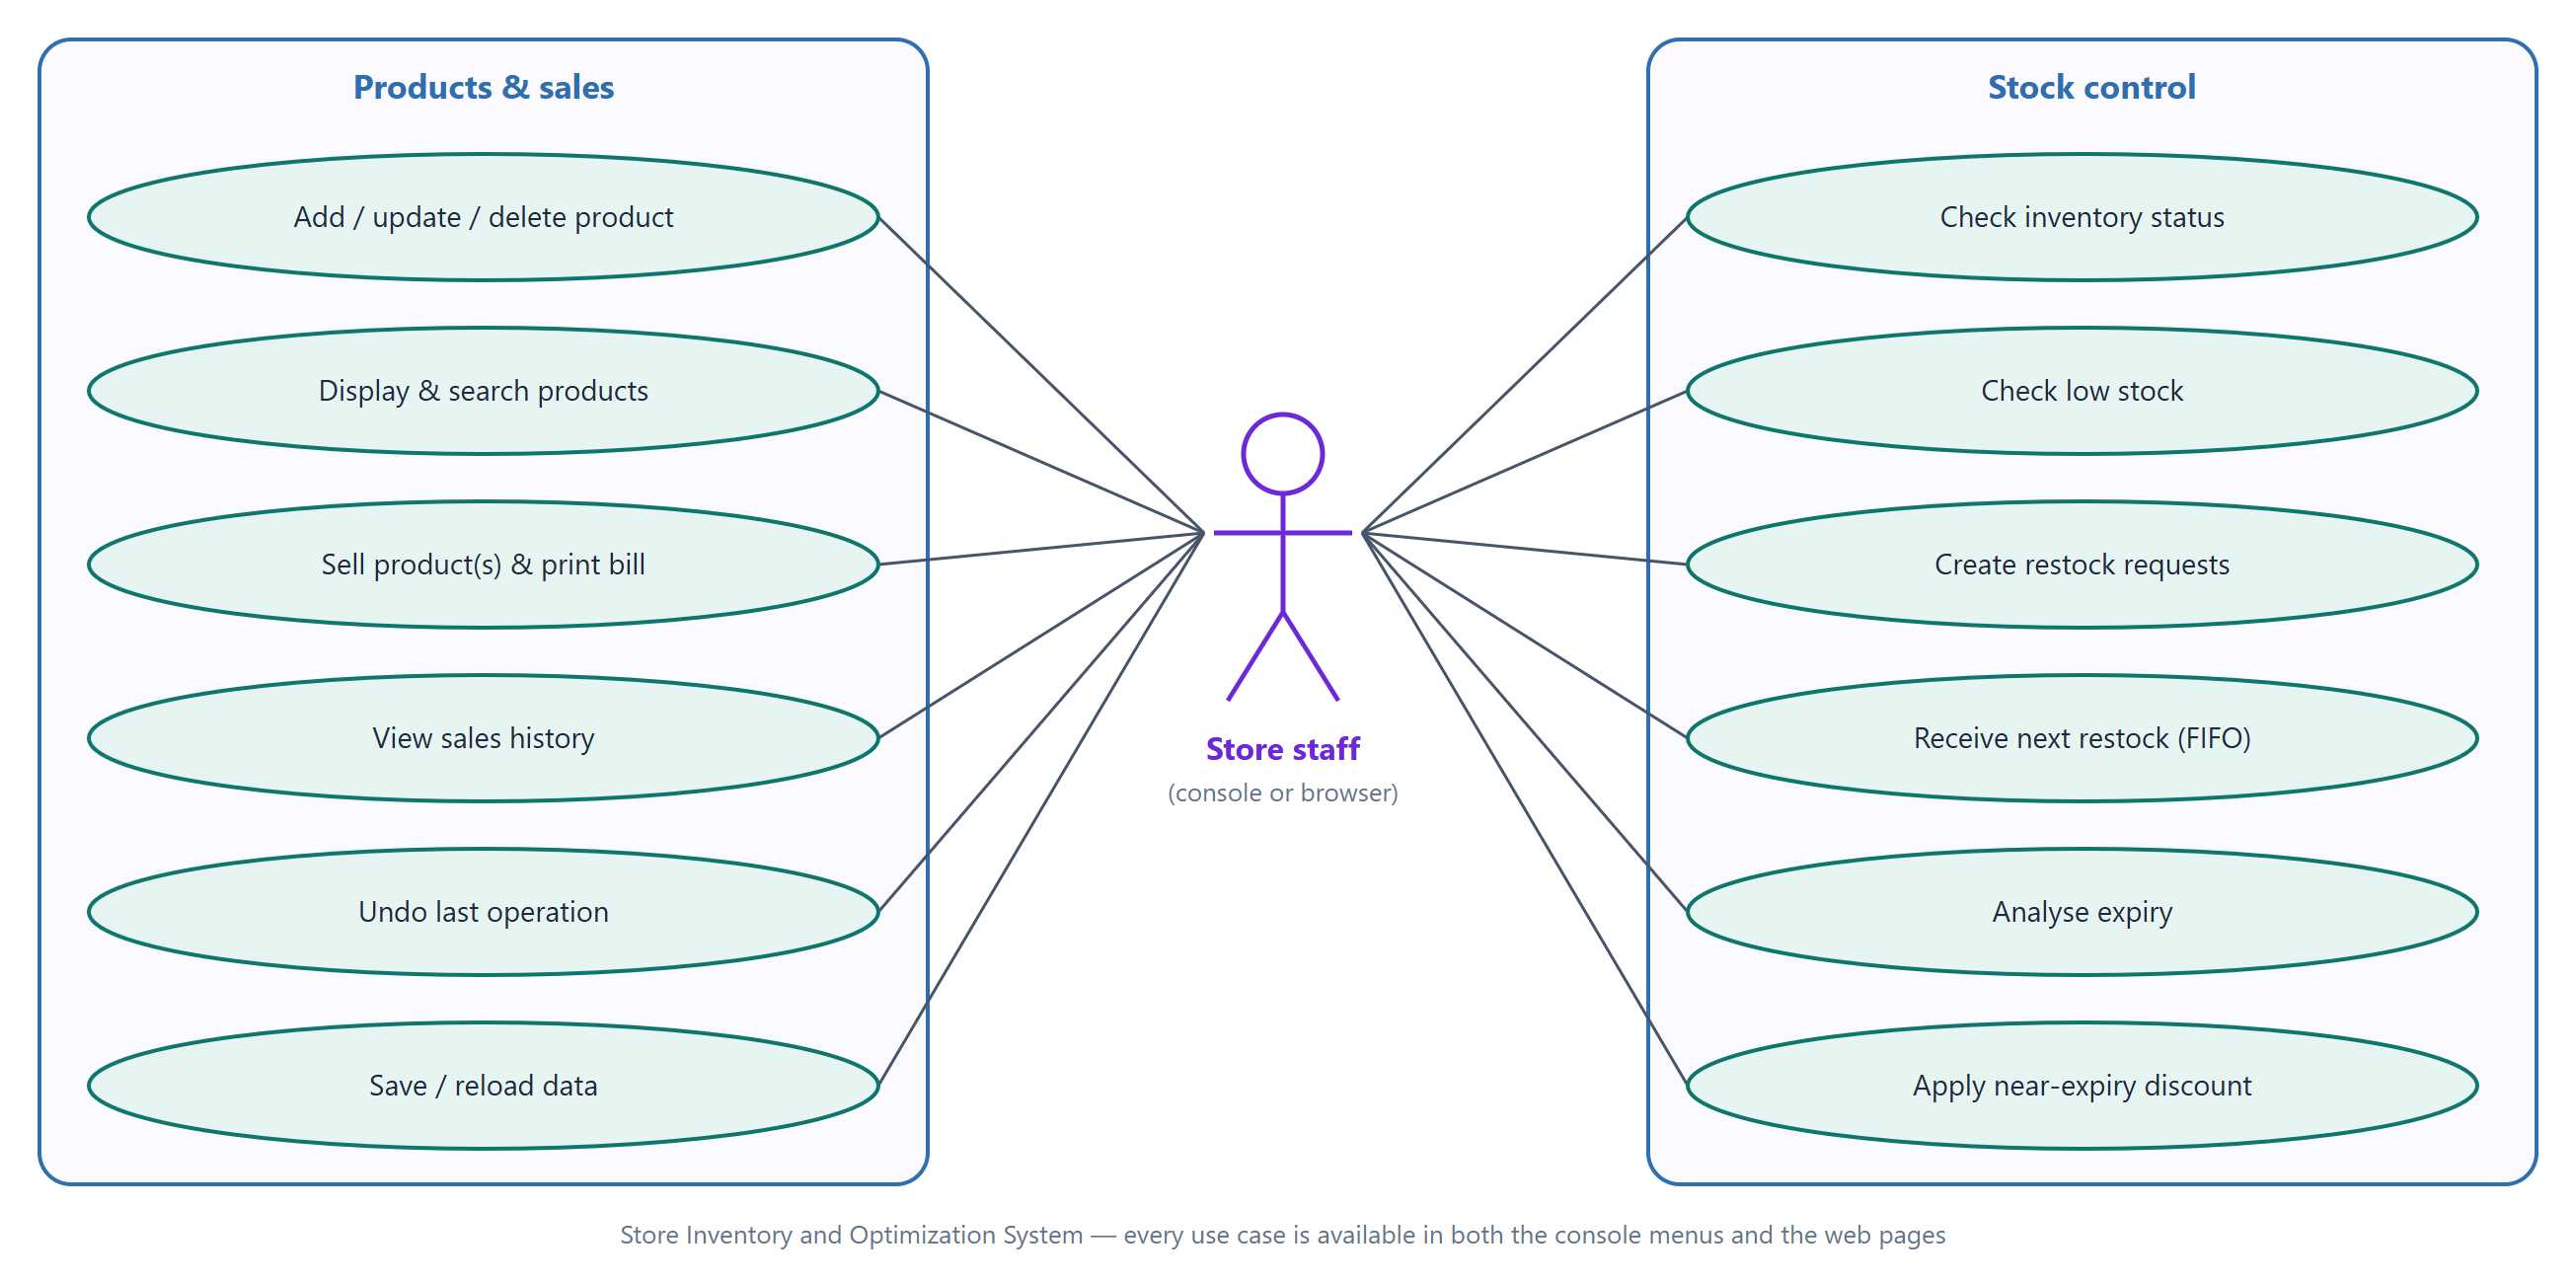 Products & sales
Add / update / delete product
Display & search products
Sell product(s) & print bill
View sales history
Undo last operation
Save / reload data
Store staff
(console or browser)
Stock control
Check inventory status
Check low stock
Create restock requests
Receive next restock (FIFO)
Analyse expiry
Apply near-expiry discount
Store Inventory and Optimization System — every use case is available in both the console menus and the web pages